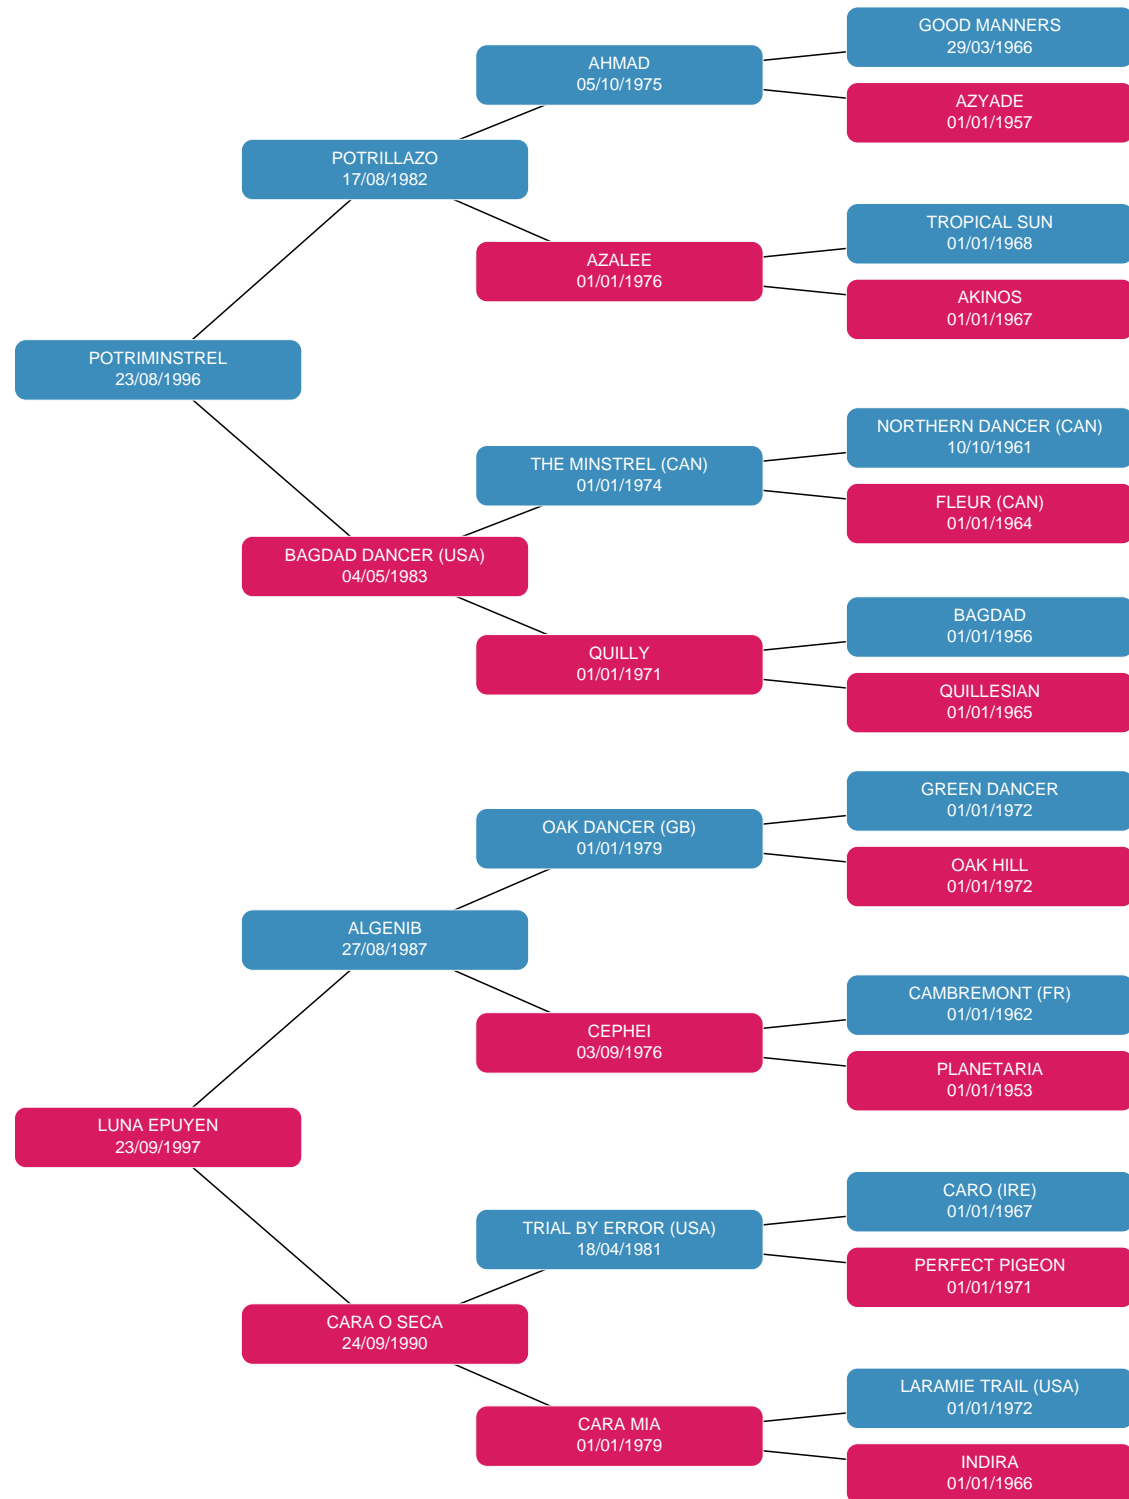 GOOD MANNERS
29/03/1966
AHMAD
05/10/1975
AZYADE
01/01/1957
POTRILLAZO
17/08/1982
TROPICAL SUN
01/01/1968
AZALEE
01/01/1976
AKINOS
01/01/1967
POTRIMINSTREL
23/08/1996
NORTHERN DANCER (CAN)
10/10/1961
THE MINSTREL (CAN)
01/01/1974
FLEUR (CAN)
01/01/1964
BAGDAD DANCER (USA)
04/05/1983
BAGDAD
01/01/1956
QUILLY
01/01/1971
QUILLESIAN
01/01/1965
GREEN DANCER
01/01/1972
OAK DANCER (GB)
01/01/1979
OAK HILL
01/01/1972
ALGENIB
27/08/1987
CAMBREMONT (FR)
01/01/1962
CEPHEI
03/09/1976
PLANETARIA
01/01/1953
LUNA EPUYEN
23/09/1997
CARO (IRE)
01/01/1967
TRIAL BY ERROR (USA)
18/04/1981
PERFECT PIGEON
01/01/1971
CARA O SECA
24/09/1990
LARAMIE TRAIL (USA)
01/01/1972
CARA MIA
01/01/1979
INDIRA
01/01/1966